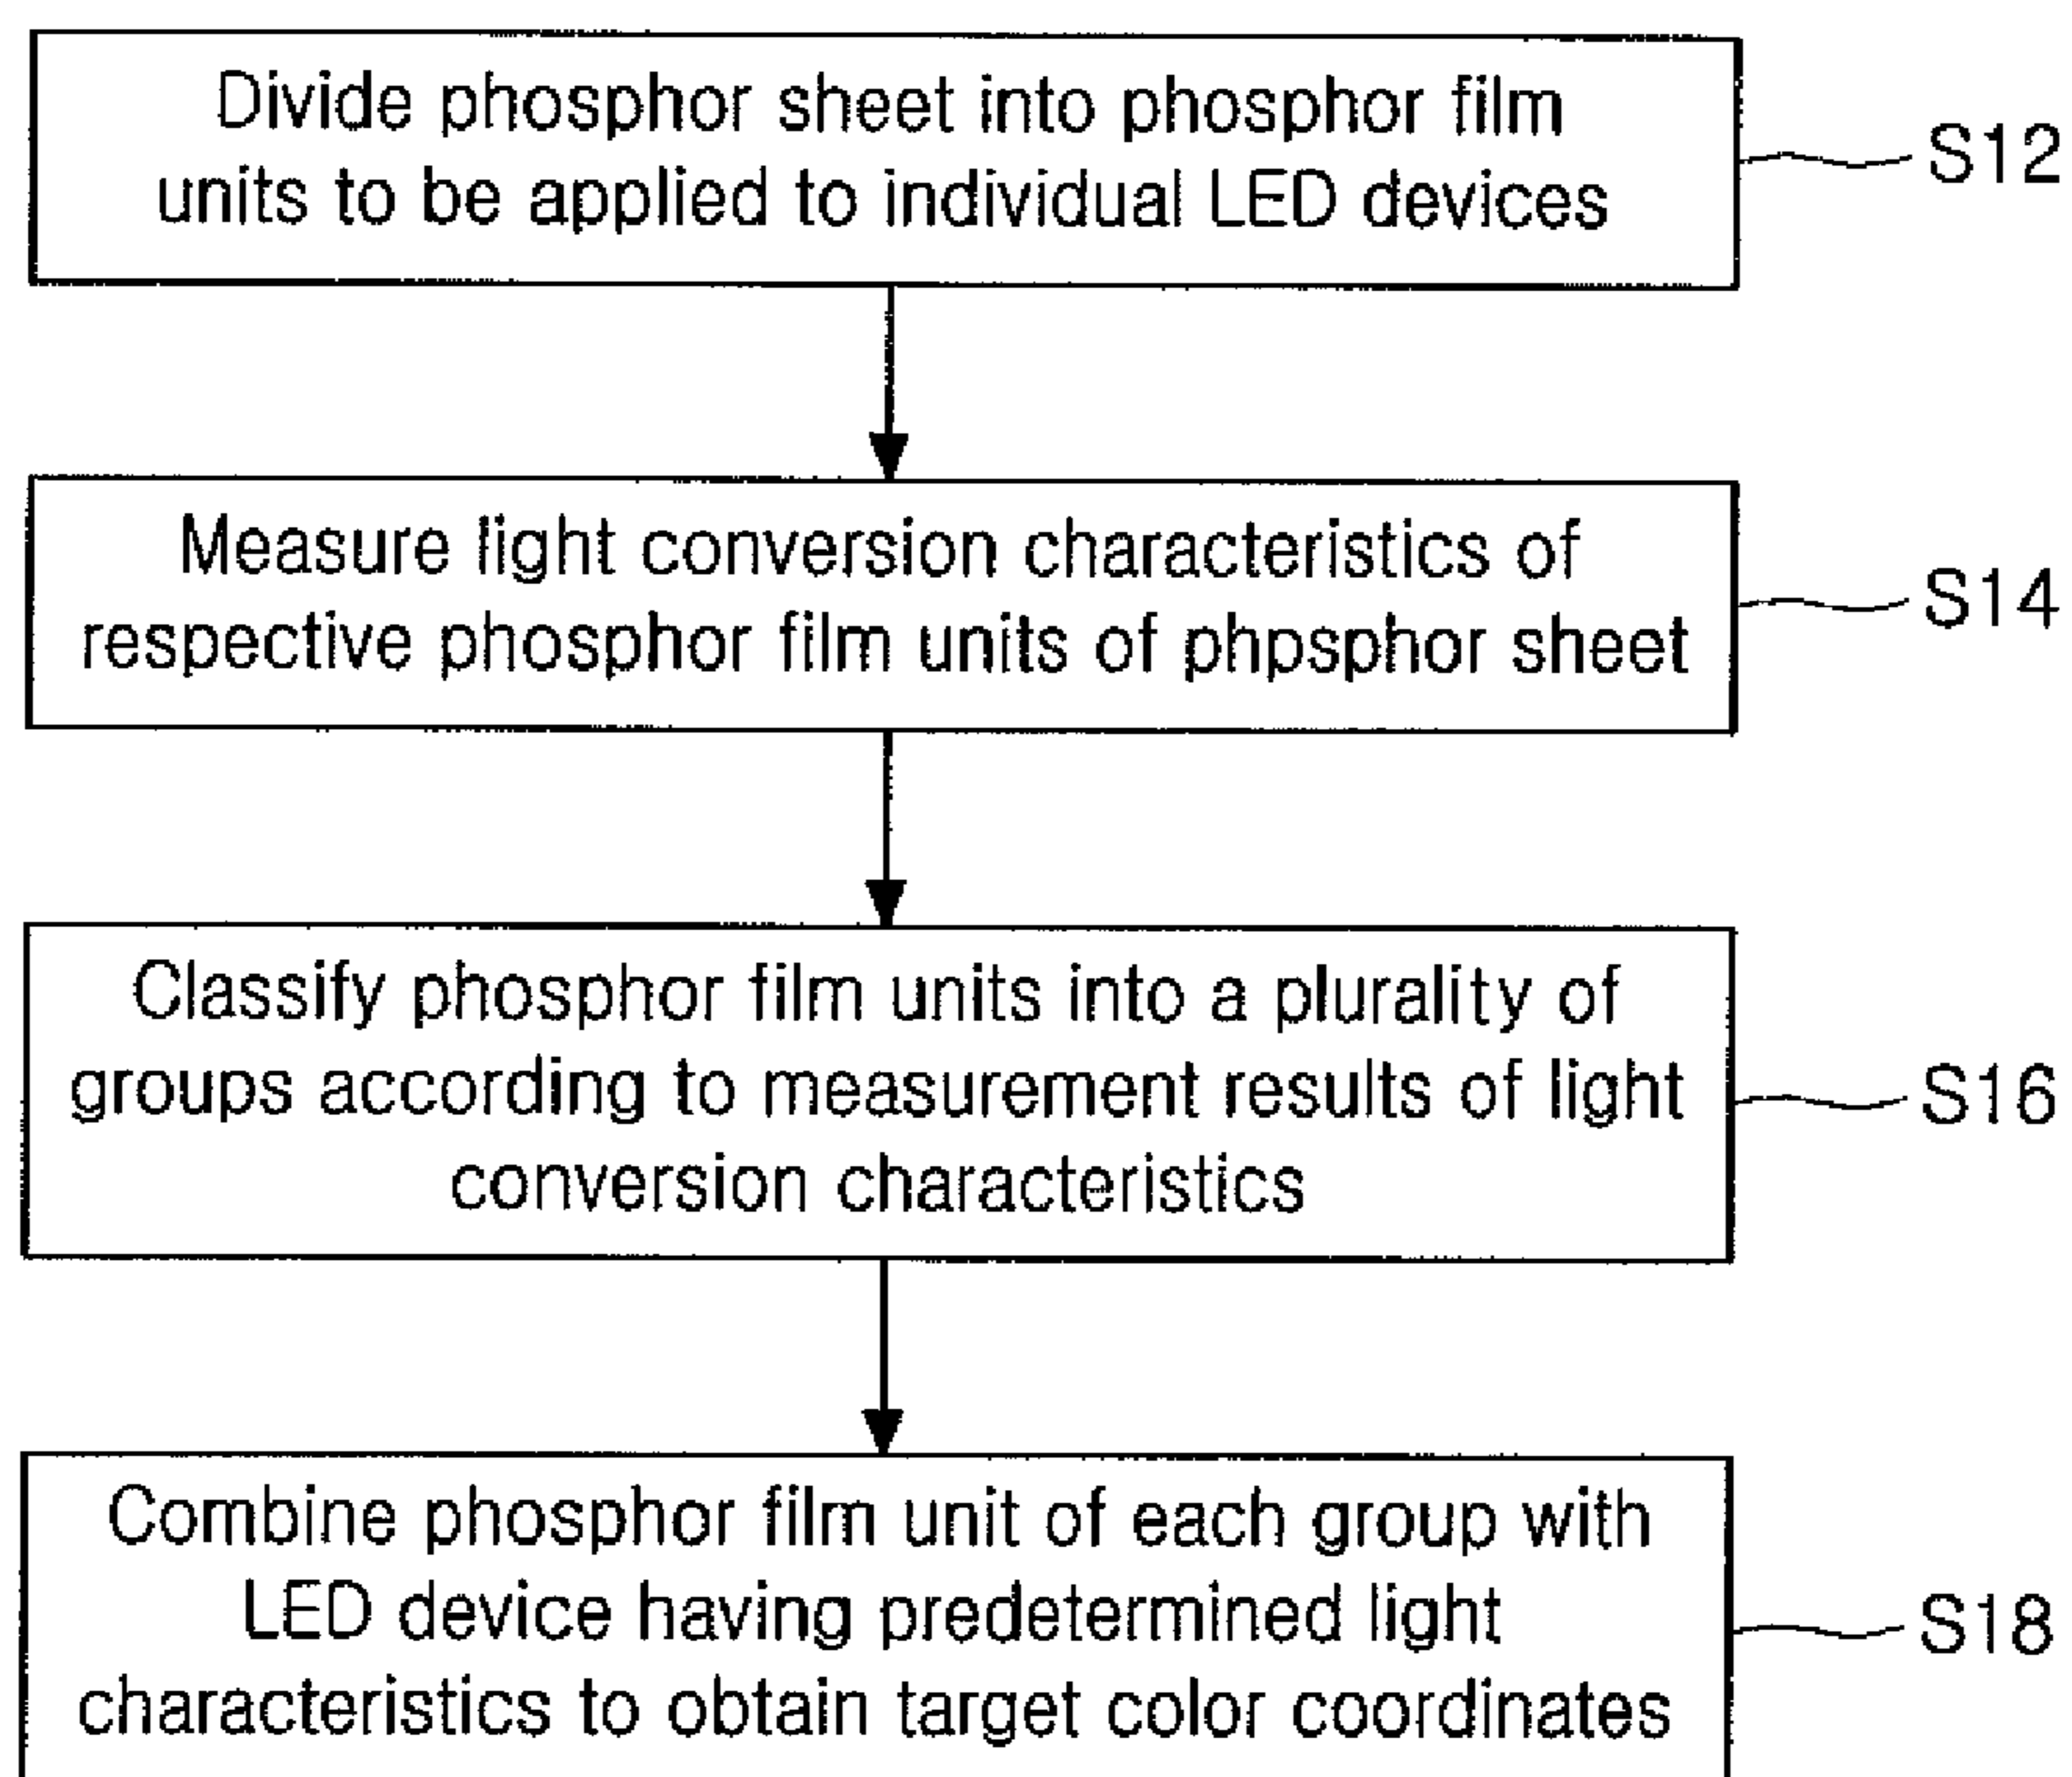 Divide phosphor sheet into phosphor film
units to be applied to individual LED devices
S12
Measure light conversion characteristics of
respective phosphor film units of phpsphor sheet
S14
Classify phosphor film units into a plurality of
groups according to measurement results of light
conversion characteristics
S16
Combine phosphor film unit of each group with
LED device having predetermined light
characteristics to obtain target color coordinates
S18